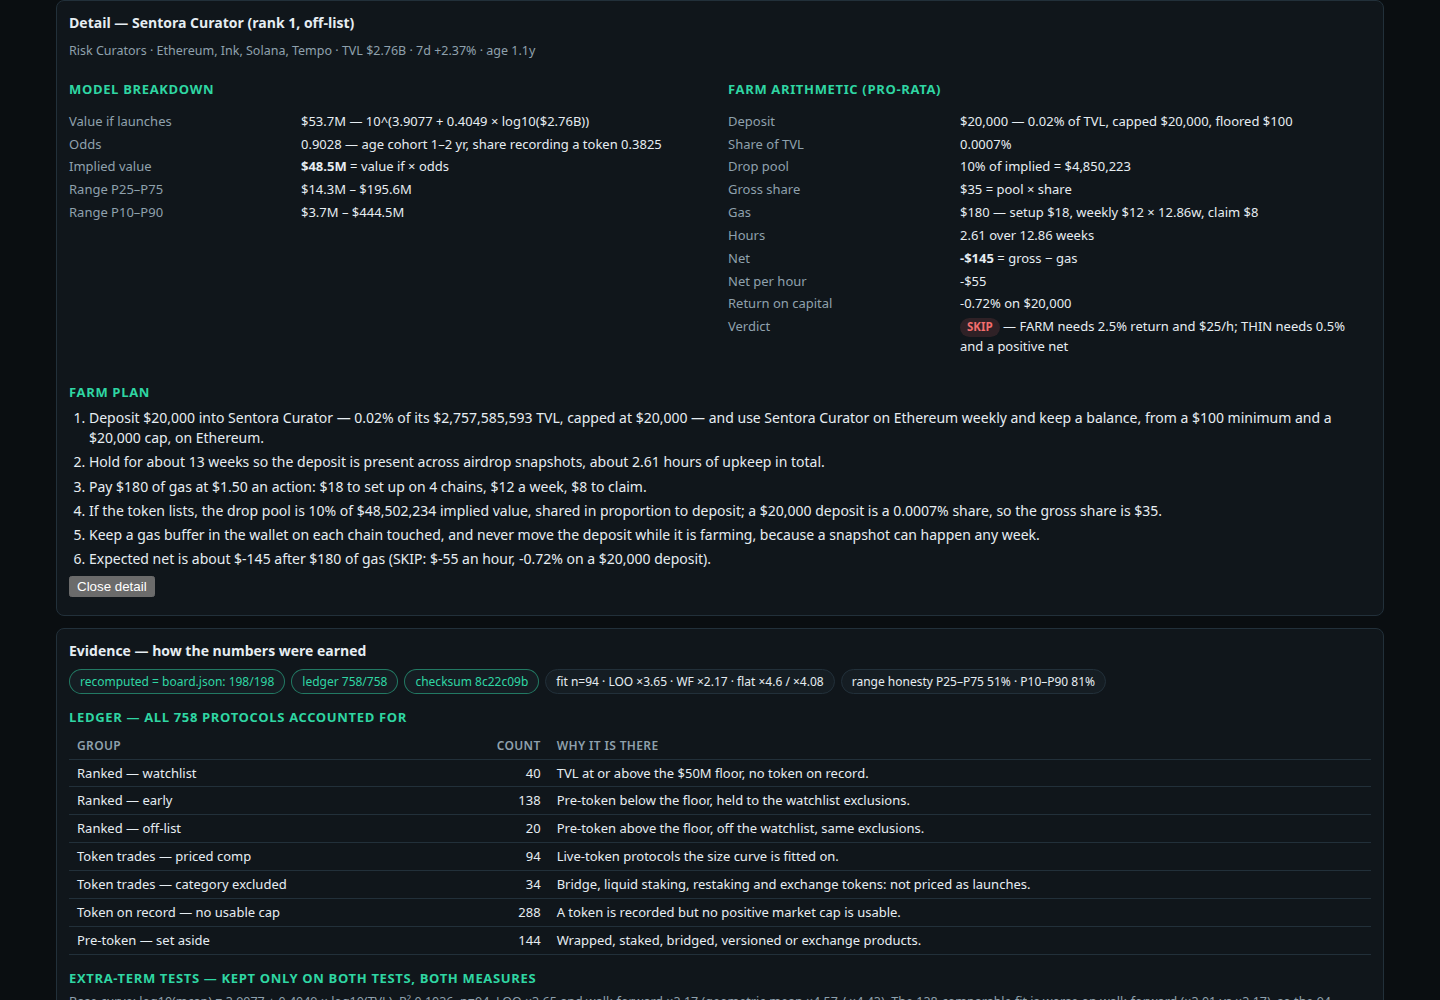 Detail — Sentora Curator (rank 1, off-list)
Risk Curators · Ethereum, Ink, Solana, Tempo · TVL $2.76B · 7d +2.37% · age 1.1y
MODEL BREAKDOWN
Value if launches $53.7M — 10^(3.9077 + 0.4049 × log10($2.76B))
Odds 0.9028 — age cohort 1–2 yr, share recording a token 0.3825
Implied value $48.5M = value if × odds
Range P25–P75 $14.3M – $195.6M
Range P10–P90 $3.7M – $444.5M
FARM ARITHMETIC (PRO-RATA)
Deposit $20,000 — 0.02% of TVL, capped $20,000, floored $100
Share of TVL 0.0007%
Drop pool 10% of implied = $4,850,223
Gross share $35 = pool × share
Gas $180 — setup $18, weekly $12 × 12.86w, claim $8
Hours 2.61 over 12.86 weeks
Net -$145 = gross − gas
Net per hour -$55
Return on capital -0.72% on $20,000
Verdict SKIP — FARM needs 2.5% return and $25/h; THIN needs 0.5%
and a positive net
FARM PLAN
1. Deposit $20,000 into Sentora Curator — 0.02% of its $2,757,585,593 TVL, capped at $20,000 — and use Sentora Curator on Ethereum weekly and keep a balance, from a $100 minimum and a
$20,000 cap, on Ethereum.
2. Hold for about 13 weeks so the deposit is present across airdrop snapshots, about 2.61 hours of upkeep in total.
3. Pay $180 of gas at $1.50 an action: $18 to set up on 4 chains, $12 a week, $8 to claim.
4. If the token lists, the drop pool is 10% of $48,502,234 implied value, shared in proportion to deposit; a $20,000 deposit is a 0.0007% share, so the gross share is $35.
5. Keep a gas buffer in the wallet on each chain touched, and never move the deposit while it is farming, because a snapshot can happen any week.
6. Expected net is about $-145 after $180 of gas (SKIP: $-55 an hour, -0.72% on a $20,000 deposit).
Close detail
Evidence — how the numbers were earned
recomputed = board.json: 198/198 ledger 758/758 checksum 8c22c09b fit n=94 · LOO ×3.65 · WF ×2.17 · flat ×4.6 / ×4.08 range honesty P25–P75 51% · P10–P90 81%
LEDGER — ALL 758 PROTOCOLS ACCOUNTED FOR
GROUP COUNT WHY IT IS THERE
Ranked — watchlist 40 TVL at or above the $50M floor, no token on record.
Ranked — early 138 Pre-token below the floor, held to the watchlist exclusions.
Ranked — off-list 20 Pre-token above the floor, off the watchlist, same exclusions.
Token trades — priced comp 94 Live-token protocols the size curve is fitted on.
Token trades — category excluded 34 Bridge, liquid staking, restaking and exchange tokens: not priced as launches.
Token on record — no usable cap 288 A token is recorded but no positive market cap is usable.
Pre-token — set aside 144 Wrapped, staked, bridged, versioned or exchange products.
EXTRA-TERM TESTS — KEPT ONLY ON BOTH TESTS, BOTH MEASURES